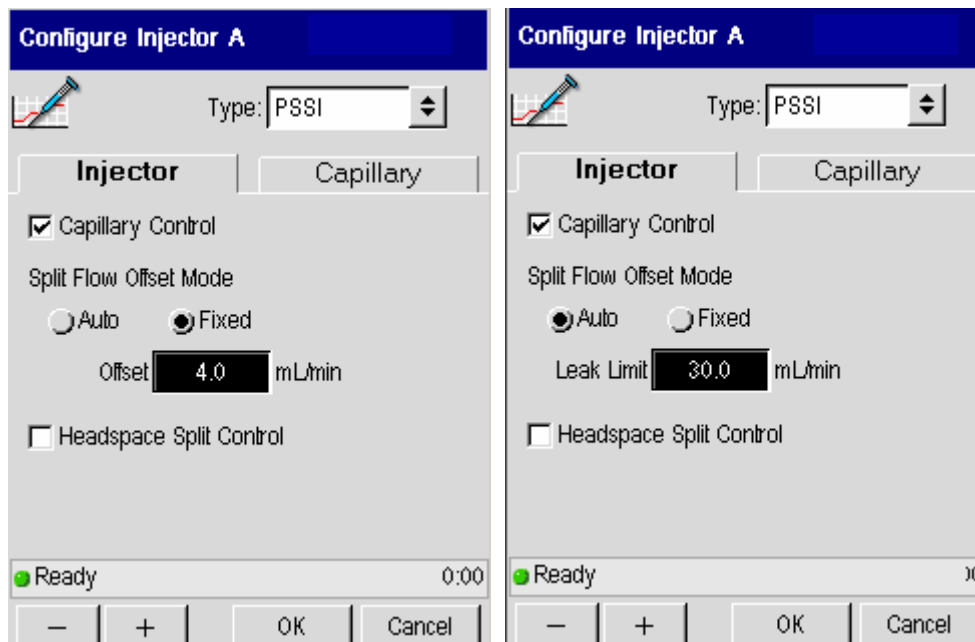 Configure Injector A
Type: PSSI
Injector
Capillary
Capillary Control
Split Flow Offset Mode
Auto
Fixed
Offset 4.0 mL/min
Headspace Split Control
Ready
0:00
− + OK Cancel
Configure Injector A
Type: PSSI
Injector
Capillary
Capillary Control
Split Flow Offset Mode
Auto
Fixed
Leak Limit 30.0 mL/min
Headspace Split Control
Ready
− + OK Cancel